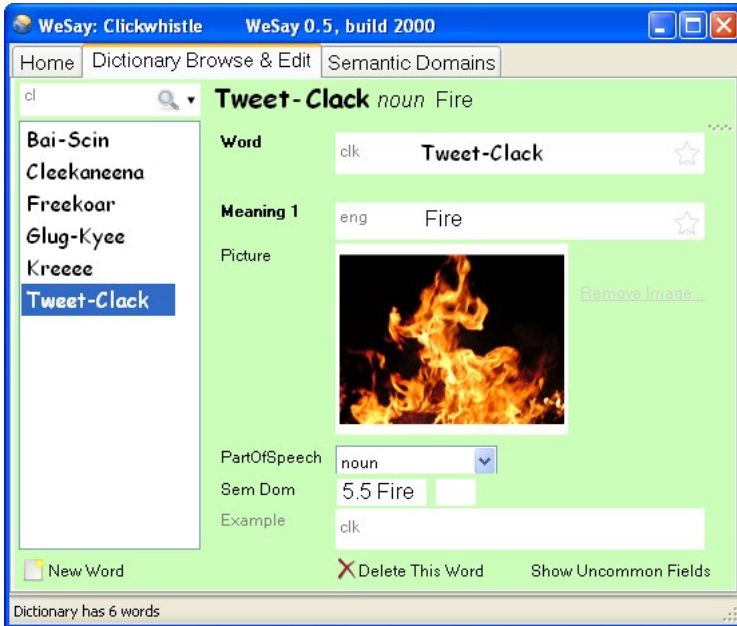 WeSay: Clickwhistle WeSay 0.5, build 2000
Home Dictionary Browse & Edit Semantic Domains
cl
Tweet-Clack noun Fire
Bai-Scin
Cleekaneena
Freekoar
Glug-Kyee
Kreeee
Tweet-Clack
Word clk Tweet-Clack
Meaning 1 eng Fire
Picture
Remove Image...
PartOfSpeech noun
Sem Dom 5.5 Fire
Example clk
New Word Delete This Word Show Uncommon Fields
Dictionary has 6 words